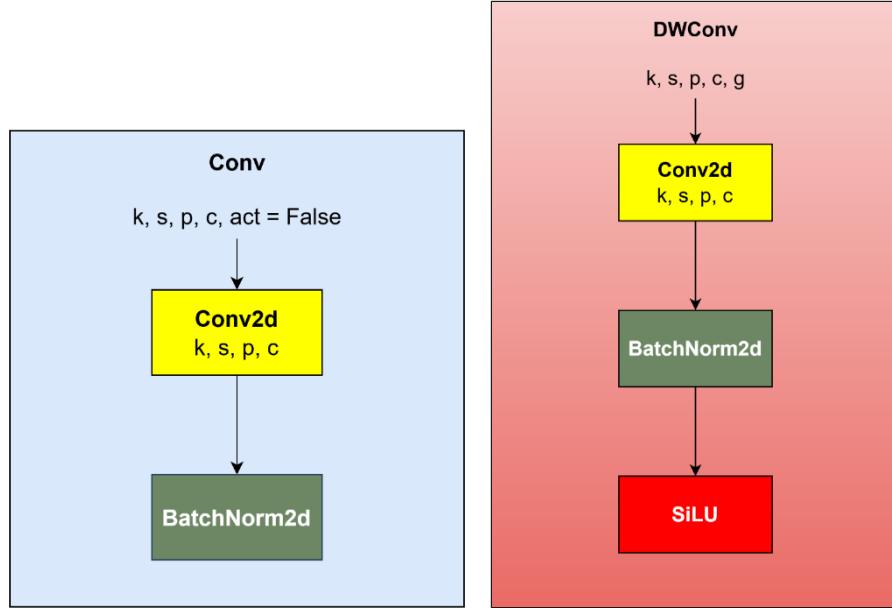 Conv
k, s, p, c, act = False
Conv2d
k, s, p, c
BatchNorm2d
DWConv
k, s, p, c, g
Conv2d
k, s, p, c
BatchNorm2d
SiLU